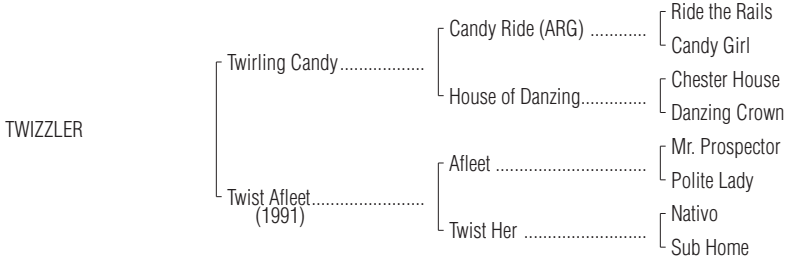 Ride the Rails
Candy Ride (ARG) ............
Candy Girl
Twirling Candy..................
Chester House
House of Danzing..............
Danzing Crown
TWIZZLER
Mr. Prospector
Afleet ................................
Polite Lady
Twist Afleet........................
(1991)
Nativo
Twist Her ..........................
Sub Home